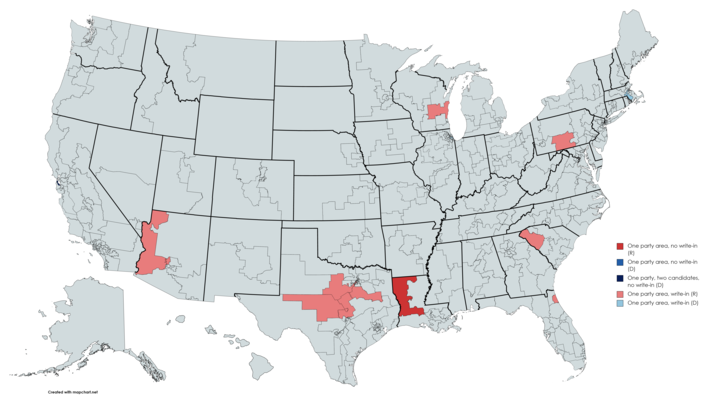 One party area, no write-in
(R)
One party area, no write-in
(D)
One party, two candidates,
no write-in (D)
One party area, write-in (R)
One party area, write-in (D)
Created with mapchart.net